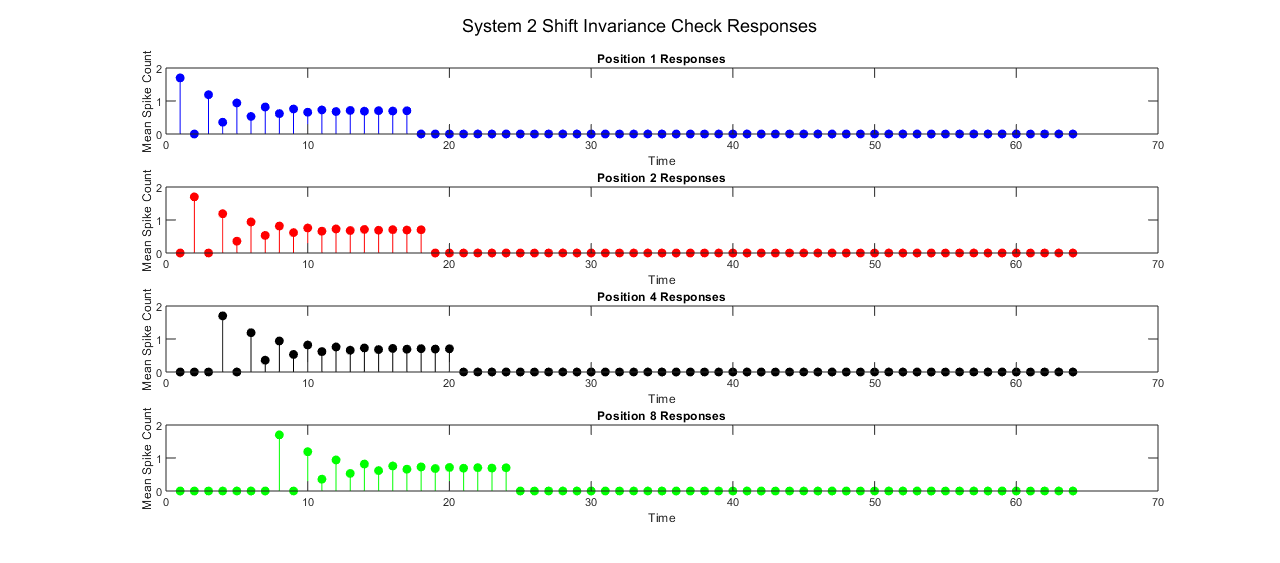 System 2 Shift Invariance Check Responses
Position 1 Responses
Mean Spike Count
2
1
0
0 10 20 30 40 50 60 70
Time
Position 2 Responses
Mean Spike Count
2
1
0
0 10 20 30 40 50 60 70
Time
Position 4 Responses
Mean Spike Count
2
1
0
0 10 20 30 40 50 60 70
Time
Position 8 Responses
Mean Spike Count
2
1
0
0 10 20 30 40 50 60 70
Time